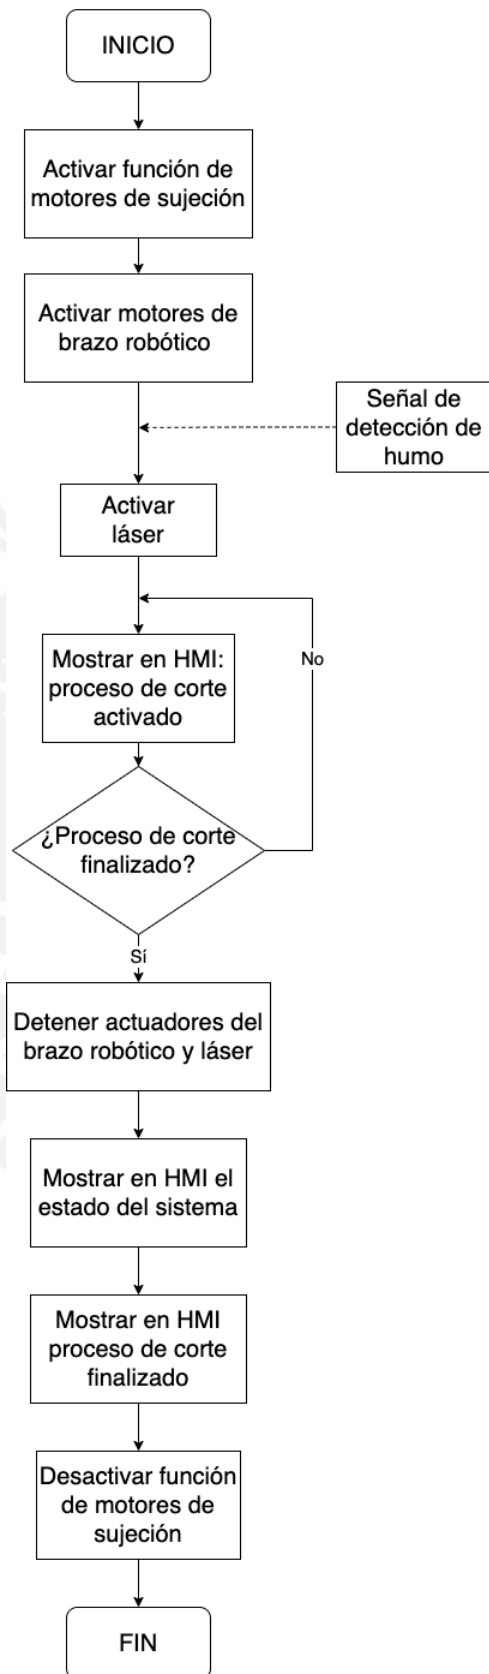 INICIO
Activar función de
motores de sujeción
Activar motores de
brazo robótico
Señal de
detección de
humo
Activar
láser
Mostrar en HMI:
proceso de corte
activado
No
¿Proceso de corte
finalizado?
Sí
Detener actuadores del
brazo robótico y láser
Mostrar en HMI el
estado del sistema
Mostrar en HMI
proceso de corte
finalizado
Desactivar función
de motores de
sujeción
FIN